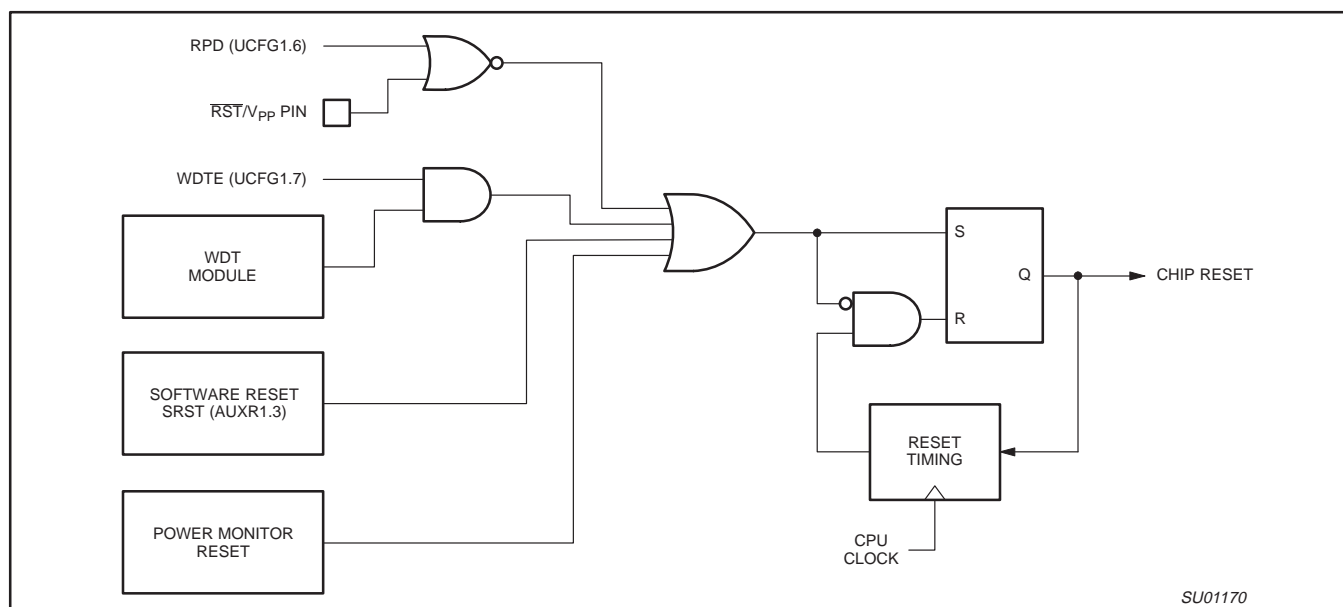 RPD (UCFG1.6)
RST/VPP PIN
WDTE (UCFG1.7)
WDT
MODULE
SOFTWARE RESET
SRST (AUXR1.3)
POWER MONITOR
RESET
S
Q
R
CHIP RESET
RESET
TIMING
CPU
CLOCK
SU01170